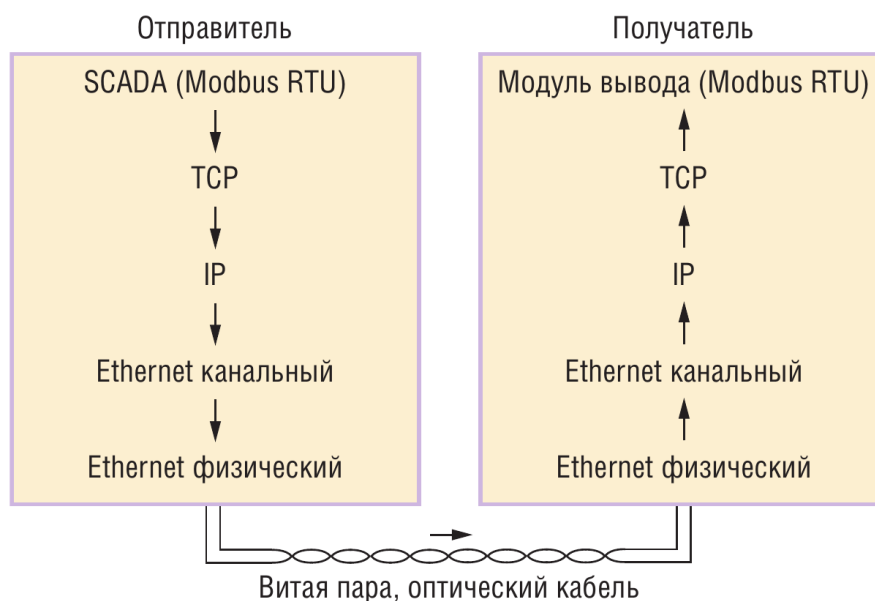 Отправитель
SCADA (Modbus RTU)
TCP
IP
Ethernet канальный
Ethernet физический
Получатель
Модуль вывода (Modbus RTU)
TCP
IP
Ethernet канальный
Ethernet физический
Витая пара, оптический кабель